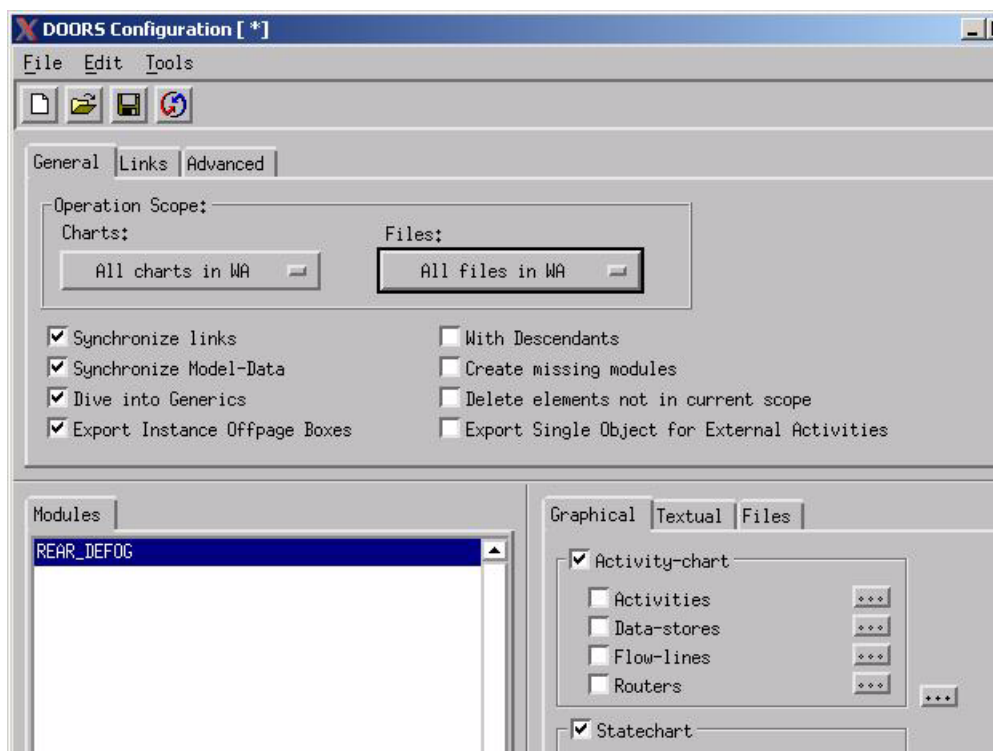 DOORS Configuration [ *]
File Edit Tools
General Links Advanced
Operation Scope:
Charts: Files:
All charts in WA All files in WA
Synchronize links With Descendants
Synchronize Model-Data Create missing modules
Dive into Generics Delete elements not in current scope
Export Instance Offpage Boxes Export Single Object for External Activities
Modules Graphical Textual Files
REAR_DEFOG
Activity-chart
Activities ...
Data-stores ...
Flow-lines ...
Routers ...
...
Statechart